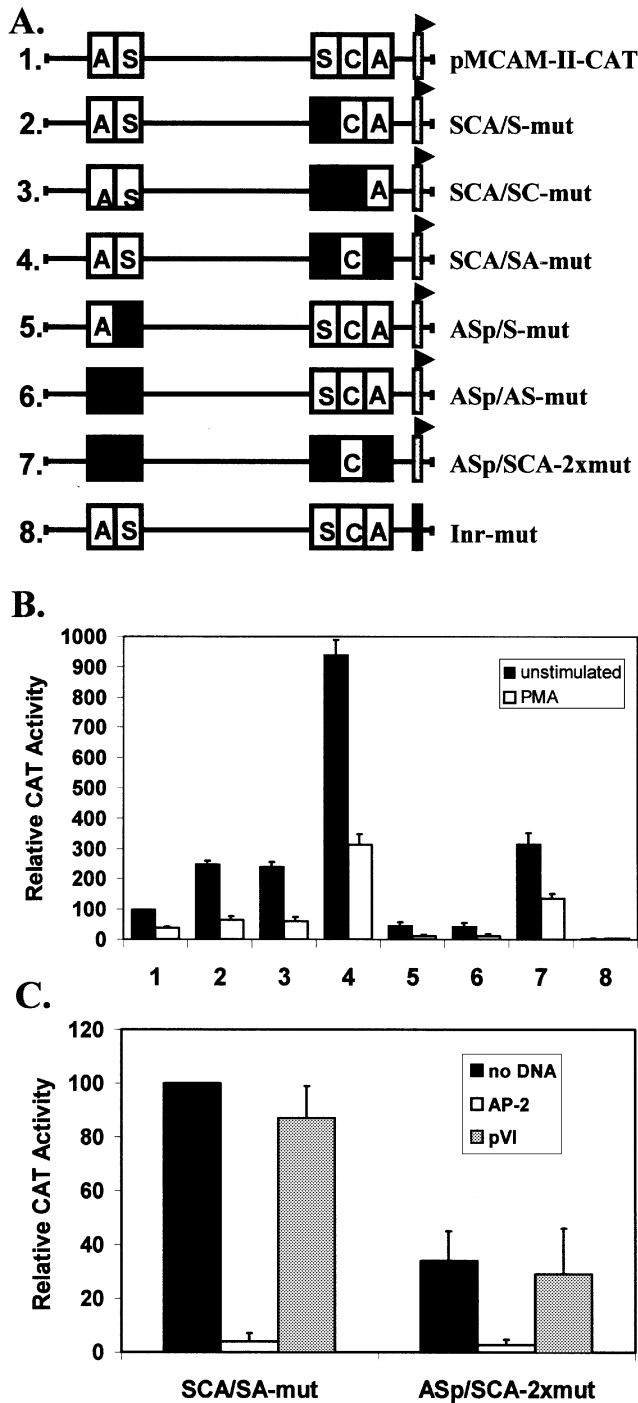 A.
1. A S S C A pMCAM-II-CAT
2. A S C A SCA/S-mut
3. A S A SCA/SC-mut
4. A S C SCA/SA-mut
5. A S C A ASp/S-mut
6. S C A ASp/AS-mut
7. C ASp/SCA-2xmut
8. A S S C A Inr-mut
B.
Relative CAT Activity
1000
900
800
700
600
500
400
300
200
100
0
unstimulated
PMA
1 2 3 4 5 6 7 8
C.
Relative CAT Activity
120
100
80
60
40
20
0
no DNA
AP-2
pVI
SCA/SA-mut ASp/SCA-2xmut